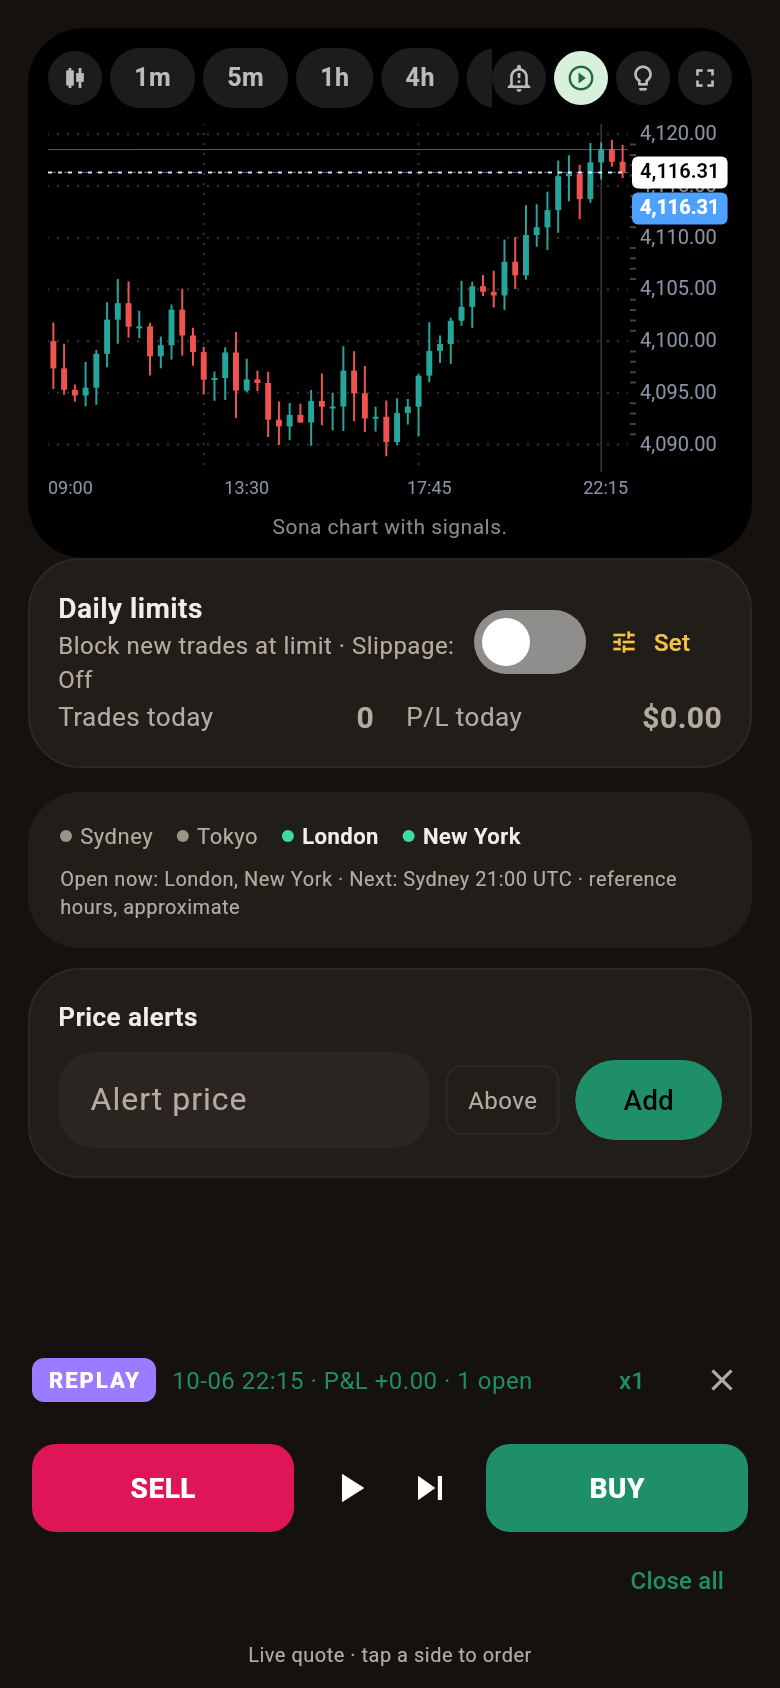 1m 5m 1h 4h
4,120.00
4,116.31
4,116.31
4,110.00
4,105.00
4,100.00
4,095.00
4,090.00
09:00 13:30 17:45 22:15
Sona chart with signals.
Daily limits
Block new trades at limit · Slippage:
Off
Set
Trades today 0 P/L today $0.00
Sydney Tokyo London New York
Open now: London, New York · Next: Sydney 21:00 UTC · reference
hours, approximate
Price alerts
Alert price Above Add
REPLAY 10-06 22:15 · P&L +0.00 · 1 open x1
SELL BUY
Close all
Live quote · tap a side to order